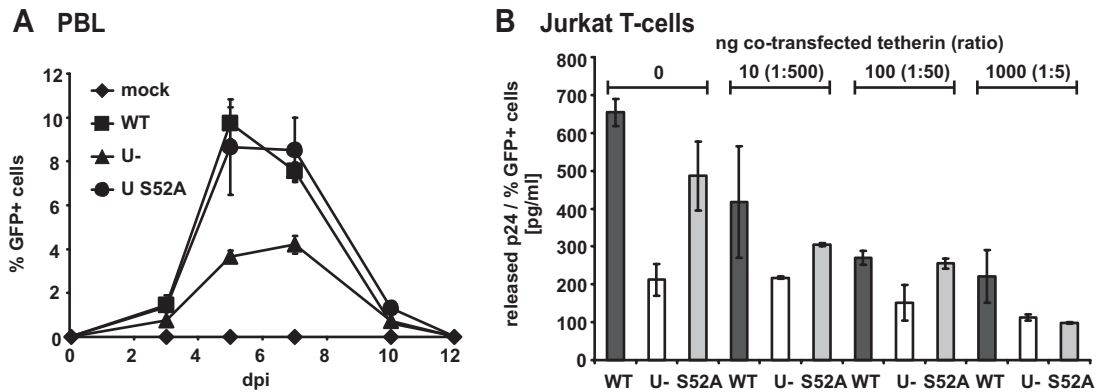 A PBL
% GFP+ cells
12
10
8
6
4
2
0
mock
WT
U-
U S52A
0 2 4 6 8 10 12
dpi
B Jurkat T-cells
ng co-transfected tetherin (ratio)
0 10 (1:500) 100 (1:50) 1000 (1:5)
released p24 / % GFP+ cells
[pg/ml]
800
700
600
500
400
300
200
100
0
WT U- S52A WT U- S52A WT U- S52A WT U- S52A